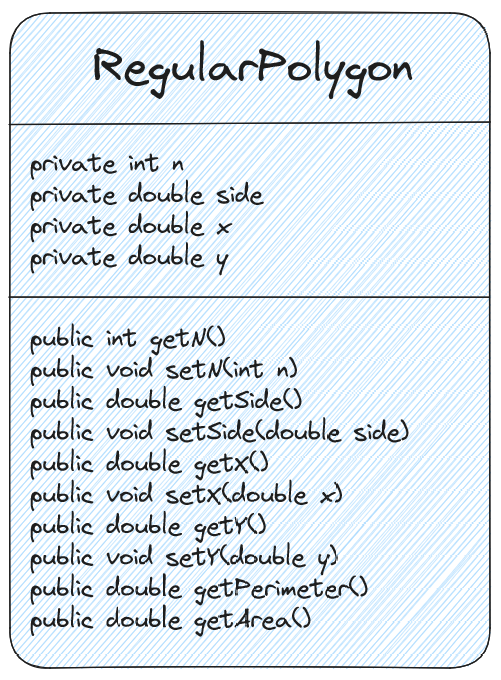 RegularPolygon
private int n
private double side
private double x
private double y
public int getN()
public void setN(int n)
public double getSide()
public void setSide(double side)
public double getX()
public void setX(double x)
public double getY()
public void setY(double y)
public double getPerimeter()
public double getArea()